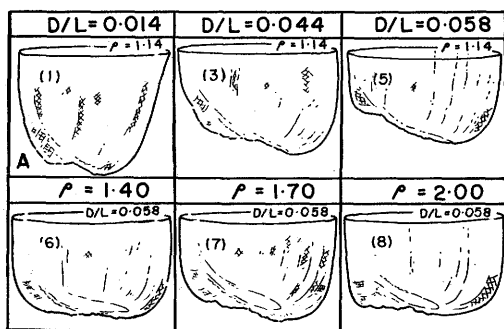 D/L=0·014 D/L=0·044 D/L=0·058
ρ=1·14 ρ=1·14 ρ=1·14
(1) (3) (5)
A
ρ = 1·40 ρ = 1·70 ρ = 2·00
D/L=0·058 D/L=0·058 D/L=0·058
(6) (7) (8)